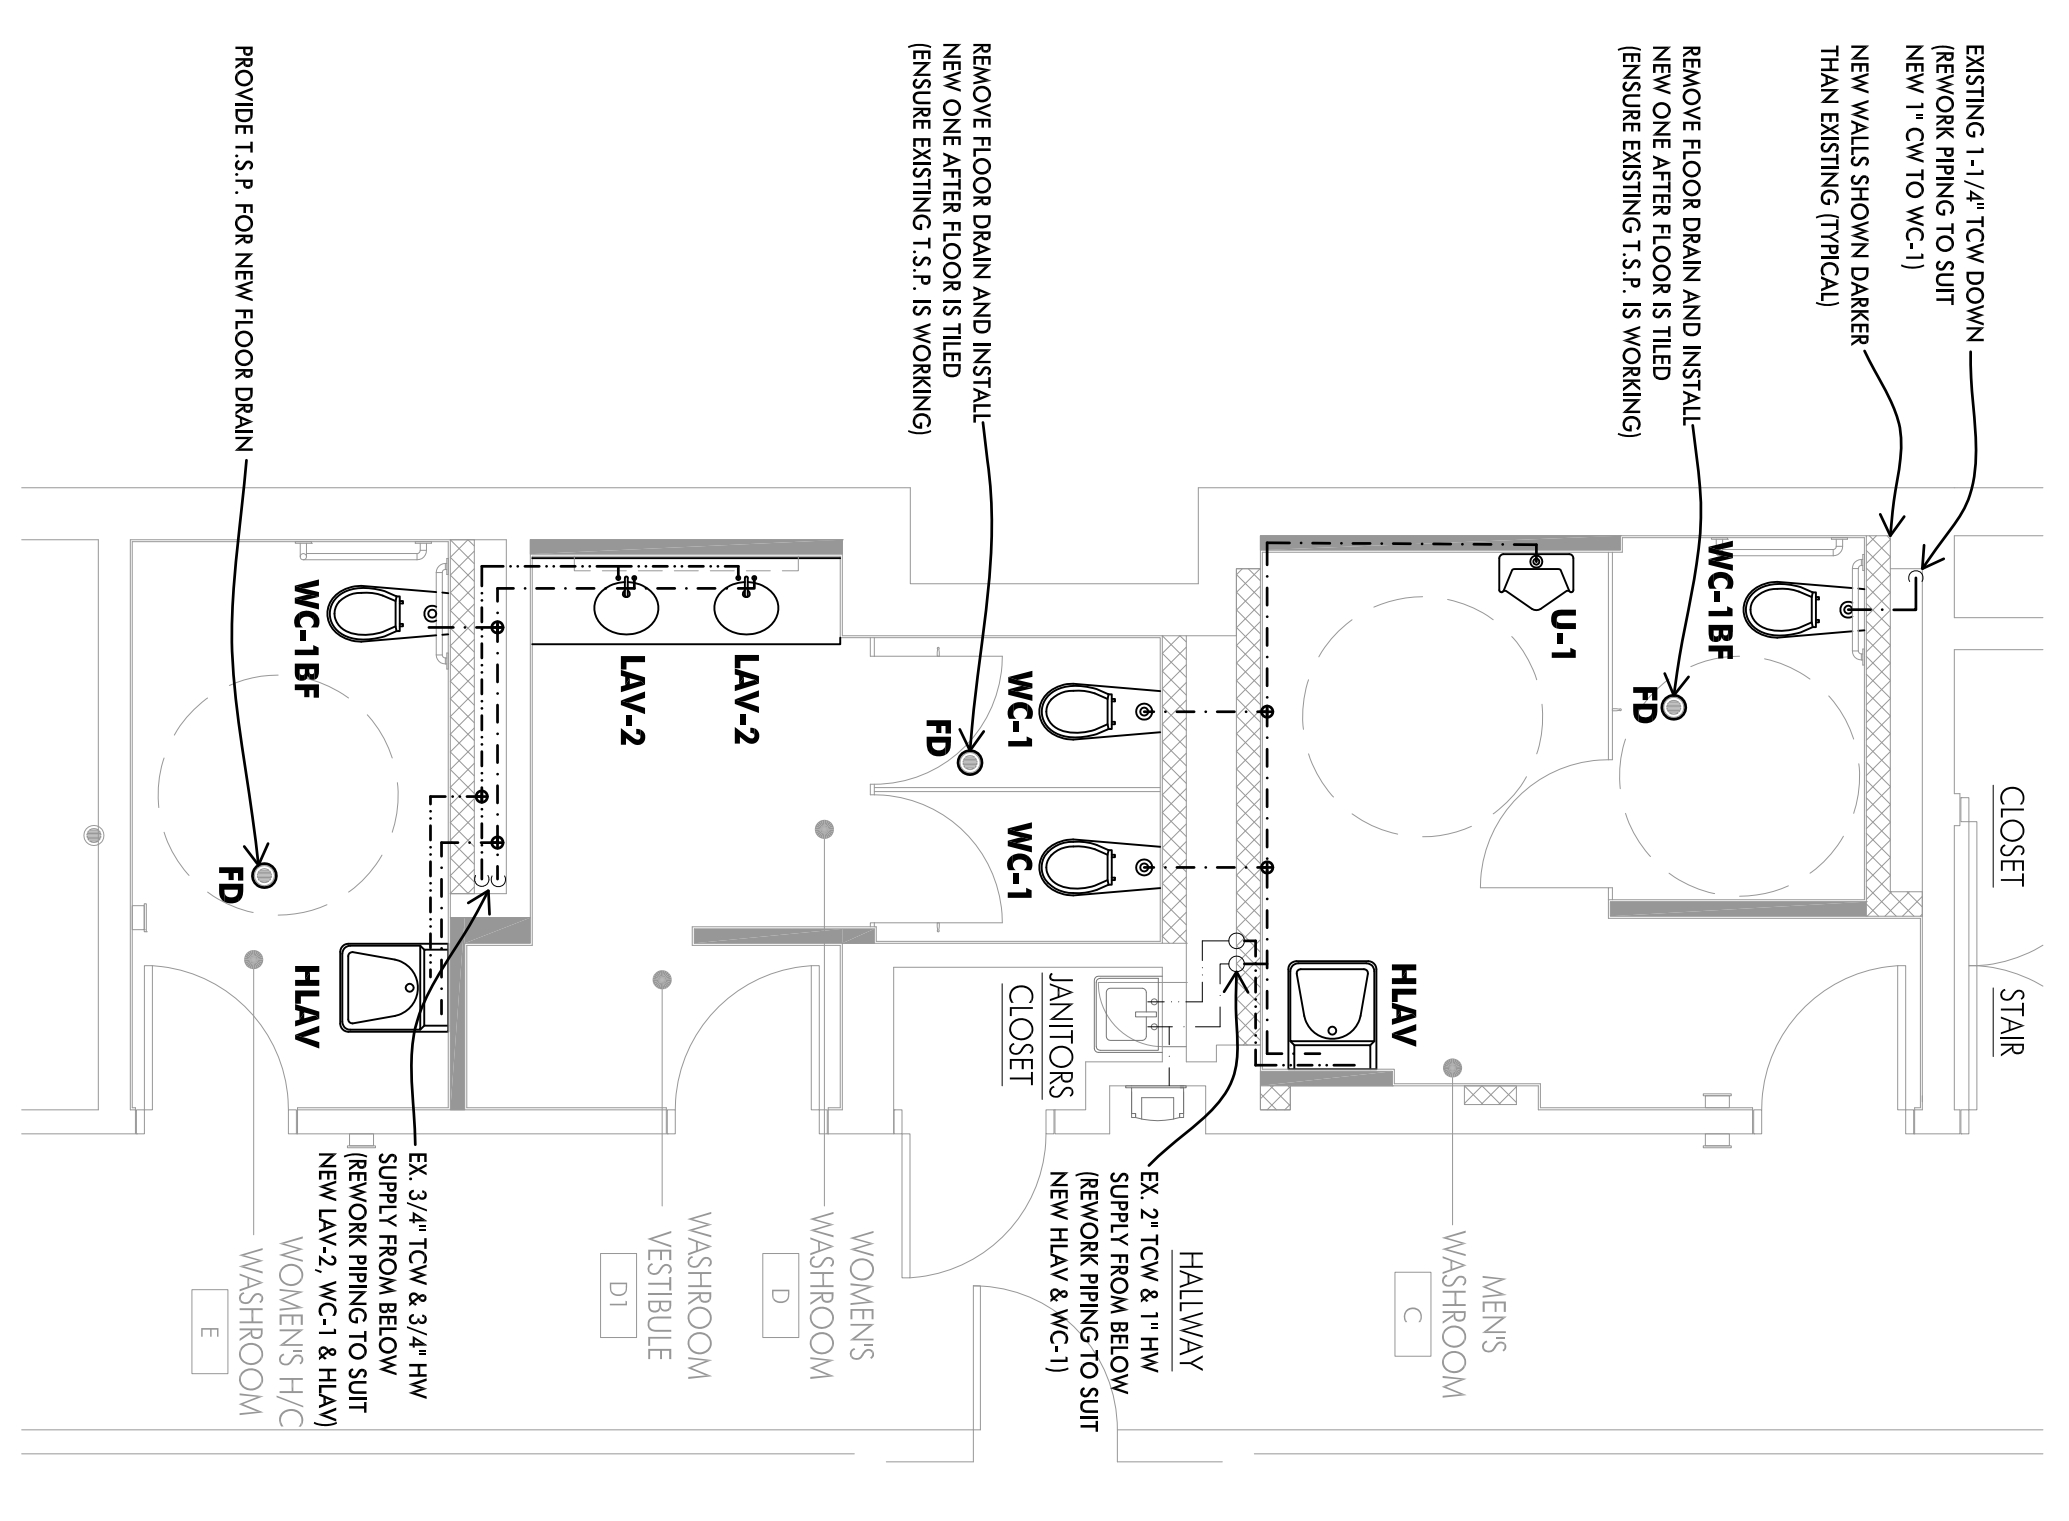 EXISTING 1-1/4" TCW DOWN
(REWORK PIPING TO SUIT
NEW 1" CW TO WC-1)
NEW WALLS SHOWN DARKER
THAN EXISTING (TYPICAL)
REMOVE FLOOR DRAIN AND INSTALL
NEW ONE AFTER FLOOR IS TILED
(ENSURE EXISTING T.S.P. IS WORKING)
REMOVE FLOOR DRAIN AND INSTALL
NEW ONE AFTER FLOOR IS TILED
(ENSURE EXISTING T.S.P. IS WORKING)
PROVIDE T.S.P. FOR NEW FLOOR DRAIN
CLOSET
STAIR
WC-1BF
FD
U-1
HLAV
WC-1
WC-1
FD
LAV-2
LAV-2
WC-1BF
FD
HLAV
JANITORS
CLOSET
MEN'S
WASHROOM
C
HALLWAY
EX. 2" TCW & 1" HW
SUPPLY FROM BELOW
(REWORK PIPING TO SUIT
NEW HLAV & WC-1)
WOMEN'S
WASHROOM
D
WASHROOM
VESTIBULE
D1
EX. 3/4" TCW & 3/4" HW
SUPPLY FROM BELOW
(REWORK PIPING TO SUIT
NEW LAV-2, WC-1 & HLAV)
WOMEN'S H/C
WASHROOM
E